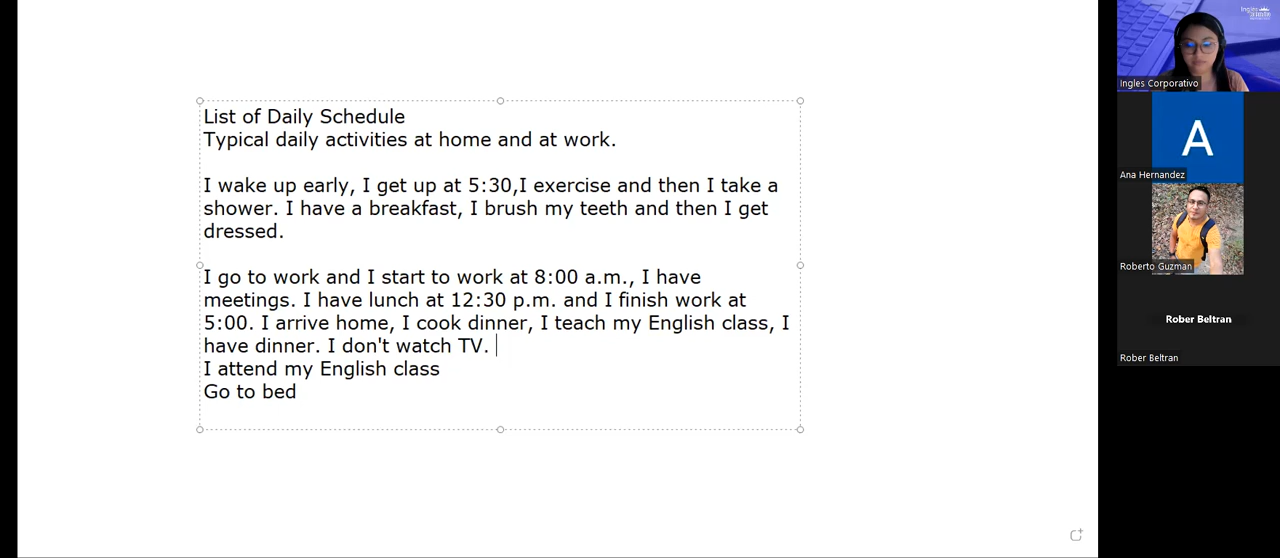 List of Daily Schedule
Typical daily activities at home and at work.
I wake up early, I get up at 5:30,I exercise and then I take a
shower. I have a breakfast, I brush my teeth and then I get
dressed.
I go to work and I start to work at 8:00 a.m., I have
meetings. I have lunch at 12:30 p.m. and I finish work at
5:00. I arrive home, I cook dinner, I teach my English class, I
have dinner. I don't watch TV.
I attend my English class
Go to bed
Ingles Corporativo
A
Ana Hernandez
Roberto Guzman
Rober Beltran
Rober Beltran